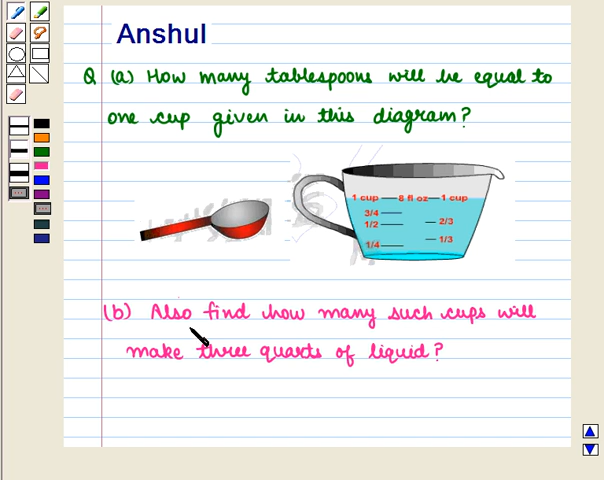 Anshul
Q (a) How many tablespoons will be equal to
one cup given in this diagram?
1 cup 8 fl oz 1 cup
3/4
1/2 2/3
1/4 1/3
(b) Also find how many such cups will
make three quarts of liquid?